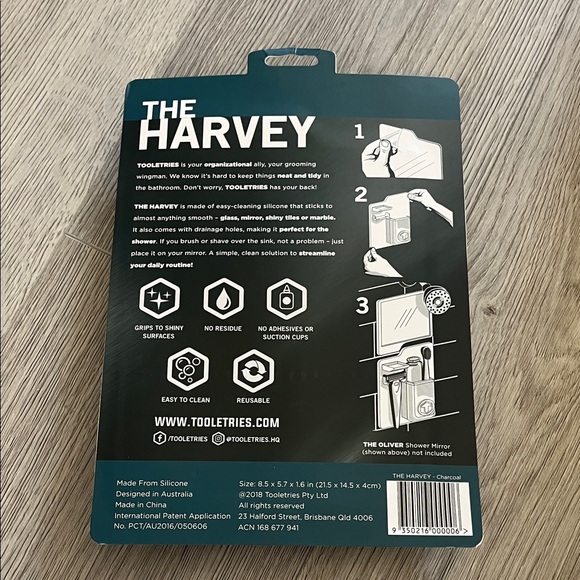 THE
HARVEY
TOOLETRIES is your organizational ally, your grooming
wingman. We know it's hard to keep things neat and tidy in
the bathroom. Don't worry, TOOLETRIES has your back!
THE HARVEY is made of easy-cleaning silicone that sticks to
almost anything smooth – glass, mirror, shiny tiles or marble.
It also comes with drainage holes, making it perfect for the
shower. If you brush or shave over the sink, not a problem – just
place it on your mirror. A simple, clean solution to streamline
your daily routine!
GRIPS TO SHINY
SURFACES
NO RESIDUE
NO ADHESIVES OR
SUCTION CUPS
EASY TO CLEAN
REUSABLE
WWW.TOOLETRIES.COM
/TOOLETRIES
@TOOLETRIES.HQ
1
2
3
THE OLIVER Shower Mirror
(shown above) not included
Made From Silicone
Designed in Australia
Made in China
International Patent Application
No. PCT/AU2016/050606
Size: 8.5 x 5.7 x 1.6 in (21.5 x 14.5 x 4cm)
@2018 Tooletries Pty Ltd
All rights reserved
23 Halford Street, Brisbane Qld 4006
ACN 168 677 941
THE HARVEY - Charcoal
9 350216 000006 >